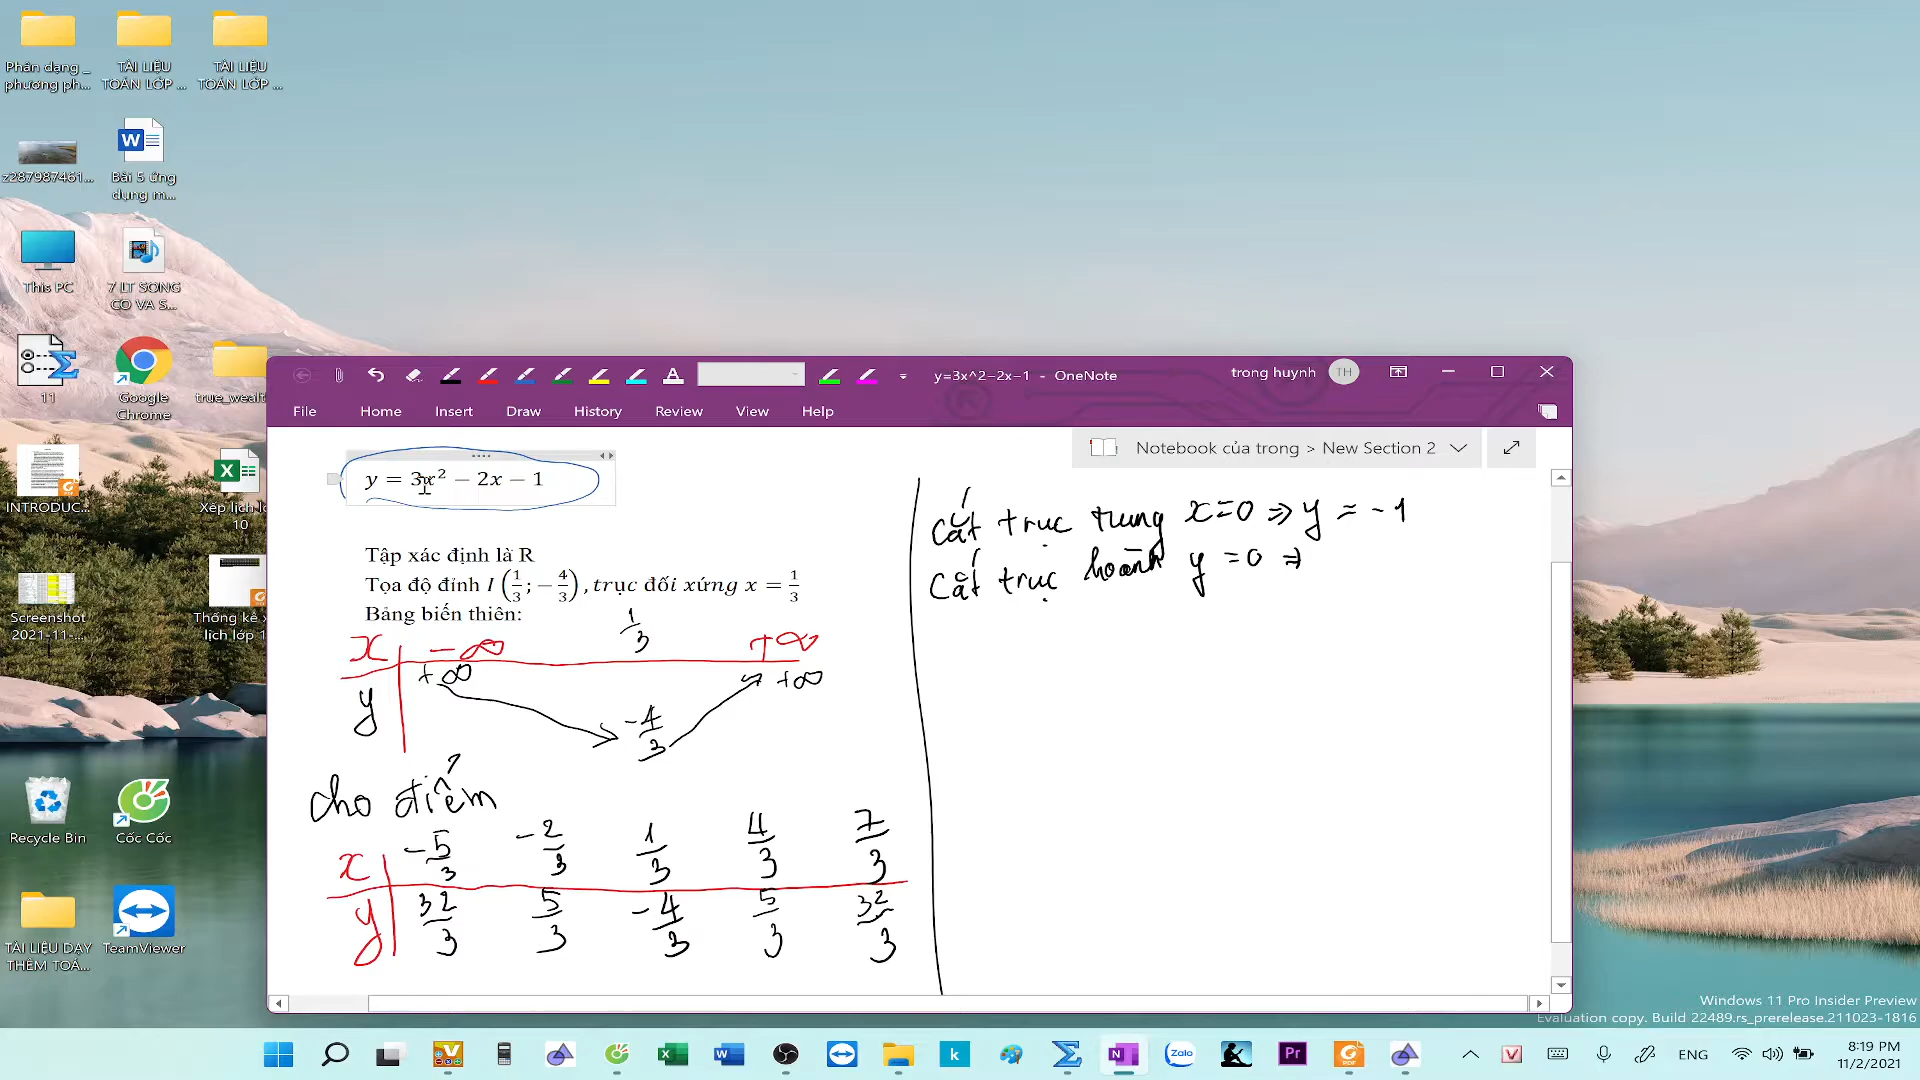 Phân dạng _
phương ph...
TÀI LIỆU
TOÁN LỚP ...
TÀI LIỆU
TOÁN LỚP ...
z287987461...
Bài 5 ứng
dụng m...
This PC
7 LT SONG
CO VA S...
11
Google
Chrome
true_wealt
INTRODUC...
Xếp lịch lớ
10
Screenshot
2021-11-...
Thống kê x
lịch lớp 1
Recycle Bin
Cốc Cốc
TÀI LIỆU DẠY
THÊM TOÁ...
TeamViewer
y=3x^2−2x−1 - OneNote
trong huynh
TH
File Home Insert Draw History Review View Help
Notebook của trong > New Section 2
y = 3x² − 2x − 1
Tập xác định là R
Tọa độ đỉnh I (1/3; −4/3), trục đối xứng x = 1/3
Bảng biến thiên:
x −∞ 1/3 +∞
y +∞ −4/3 +∞
cho điểm
x −5/3 −2/3 1/3 4/3 7/3
y 32/3 5/3 −4/3 5/3 32/3
Cắt trục tung x=0 ⇒ y = −1
Cắt trục hoành y=0 ⇒
Windows 11 Pro Insider Preview
Evaluation copy. Build 22489.rs_prerelease.211023-1816
ENG
8:19 PM
11/2/2021